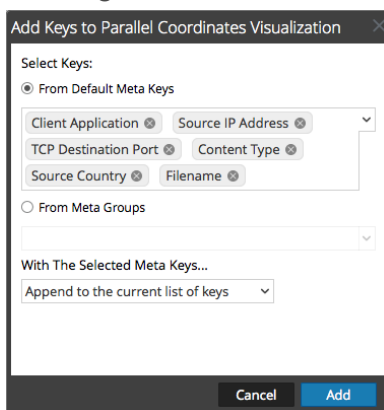 Add Keys to Parallel Coordinates Visualization
Select Keys:
From Default Meta Keys
Client Application Source IP Address
TCP Destination Port Content Type
Source Country Filename
From Meta Groups
With The Selected Meta Keys...
Append to the current list of keys
Cancel Add